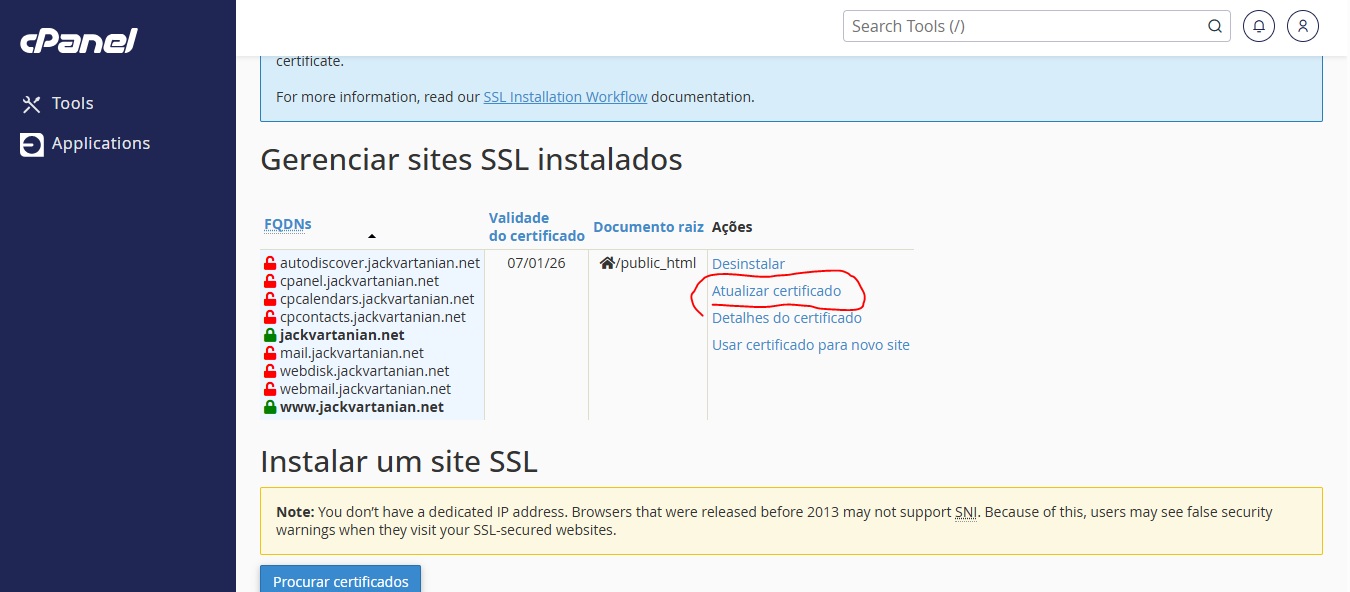 cPanel
Search Tools (/)
Tools
Applications
certificate.
For more information, read our SSL Installation Workflow documentation.
Gerenciar sites SSL instalados
FQDNs
Validade do certificado
Documento raiz
Ações
autodiscover.jackvartanian.net
cpanel.jackvartanian.net
cpcalendars.jackvartanian.net
cpcontacts.jackvartanian.net
jackvartanian.net
mail.jackvartanian.net
webdisk.jackvartanian.net
webmail.jackvartanian.net
www.jackvartanian.net
07/01/26
/public_html
Desinstalar
Atualizar certificado
Detalhes do certificado
Usar certificado para novo site
Instalar um site SSL
Note: You don’t have a dedicated IP address. Browsers that were released before 2013 may not support SNI. Because of this, users may see false security
warnings when they visit your SSL-secured websites.
Procurar certificados